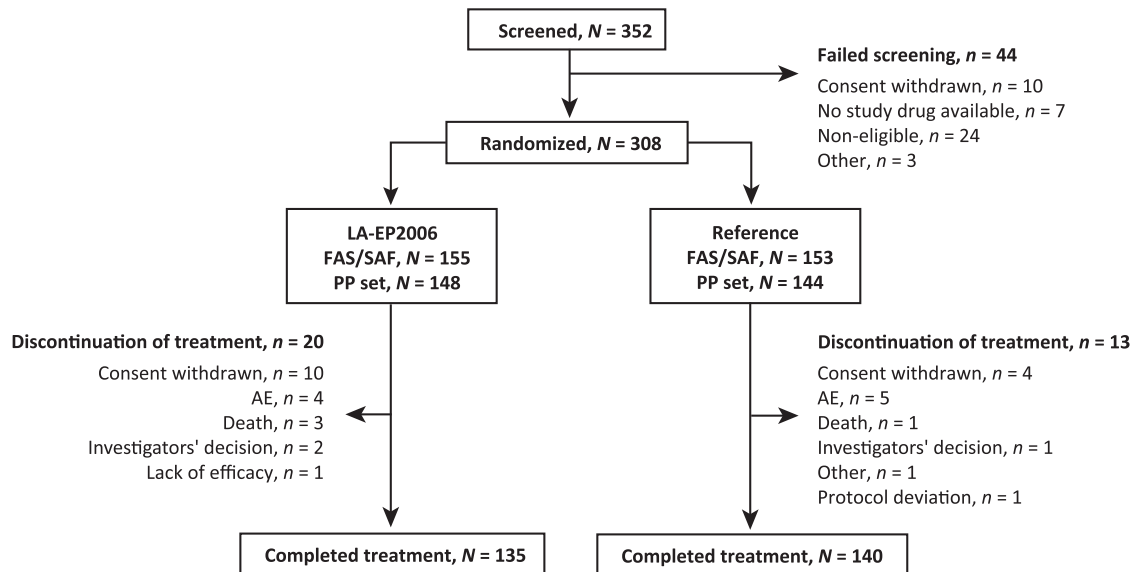 Screened, N = 352
Failed screening, n = 44
Consent withdrawn, n = 10
No study drug available, n = 7
Non-eligible, n = 24
Other, n = 3
Randomized, N = 308
LA-EP2006
FAS/SAF, N = 155
PP set, N = 148
Reference
FAS/SAF, N = 153
PP set, N = 144
Discontinuation of treatment, n = 20
Consent withdrawn, n = 10
AE, n = 4
Death, n = 3
Investigators' decision, n = 2
Lack of efficacy, n = 1
Discontinuation of treatment, n = 13
Consent withdrawn, n = 4
AE, n = 5
Death, n = 1
Investigators' decision, n = 1
Other, n = 1
Protocol deviation, n = 1
Completed treatment, N = 135
Completed treatment, N = 140